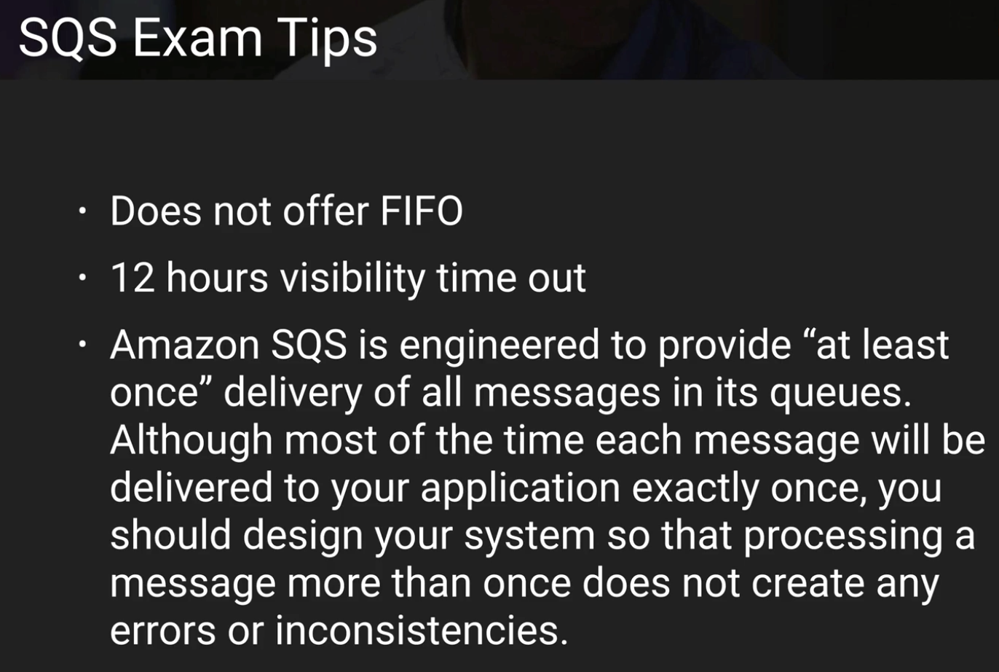 SQS Exam Tips
· Does not offer FIFO
· 12 hours visibility time out
· Amazon SQS is engineered to provide “at least
once” delivery of all messages in its queues.
Although most of the time each message will be
delivered to your application exactly once, you
should design your system so that processing a
message more than once does not create any
errors or inconsistencies.